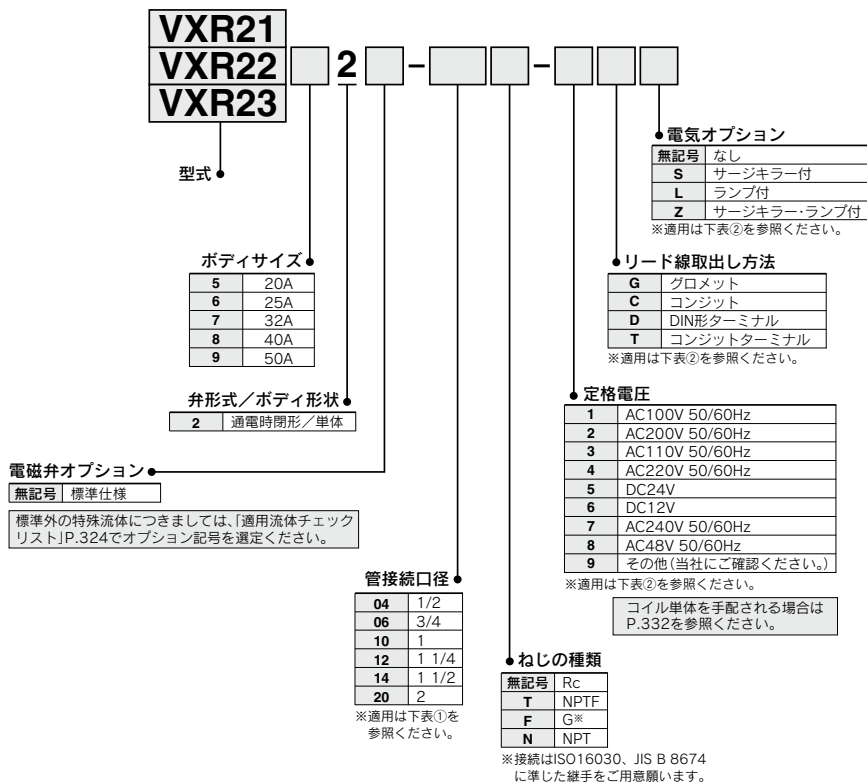 VXR21
VXR22 □ 2 □ - □ □ - □ □ □
VXR23
型式
電気オプション
無記号 なし
S サージキラー付
L ランプ付
Z サージキラー・ランプ付
※適用は下表②を参照ください。
ボディサイズ
5 20A
6 25A
7 32A
8 40A
9 50A
リード線取出し方法
G グロメット
C コンジット
D DIN形ターミナル
T コンジットターミナル
※適用は下表②を参照ください。
弁形式／ボディ形状
2 通電時閉形／単体
定格電圧
1 AC100V 50/60Hz
2 AC200V 50/60Hz
3 AC110V 50/60Hz
4 AC220V 50/60Hz
5 DC24V
6 DC12V
7 AC240V 50/60Hz
8 AC48V 50/60Hz
9 その他(当社にご確認ください。)
※適用は下表②を参照ください。
コイル単体を手配される場合は
P.332を参照ください。
電磁弁オプション
無記号 標準仕様
標準外の特殊流体につきましては、「適用流体チェック
リスト」P.324でオプション記号を選定ください。
管接続口径
04 1/2
06 3/4
10 1
12 1 1/4
14 1 1/2
20 2
※適用は下表①を
参照ください。
ねじの種類
無記号 Rc
T NPTF
F G※
N NPT
※接続はISO16030、JIS B 8674
に準じた継手をご用意願います。